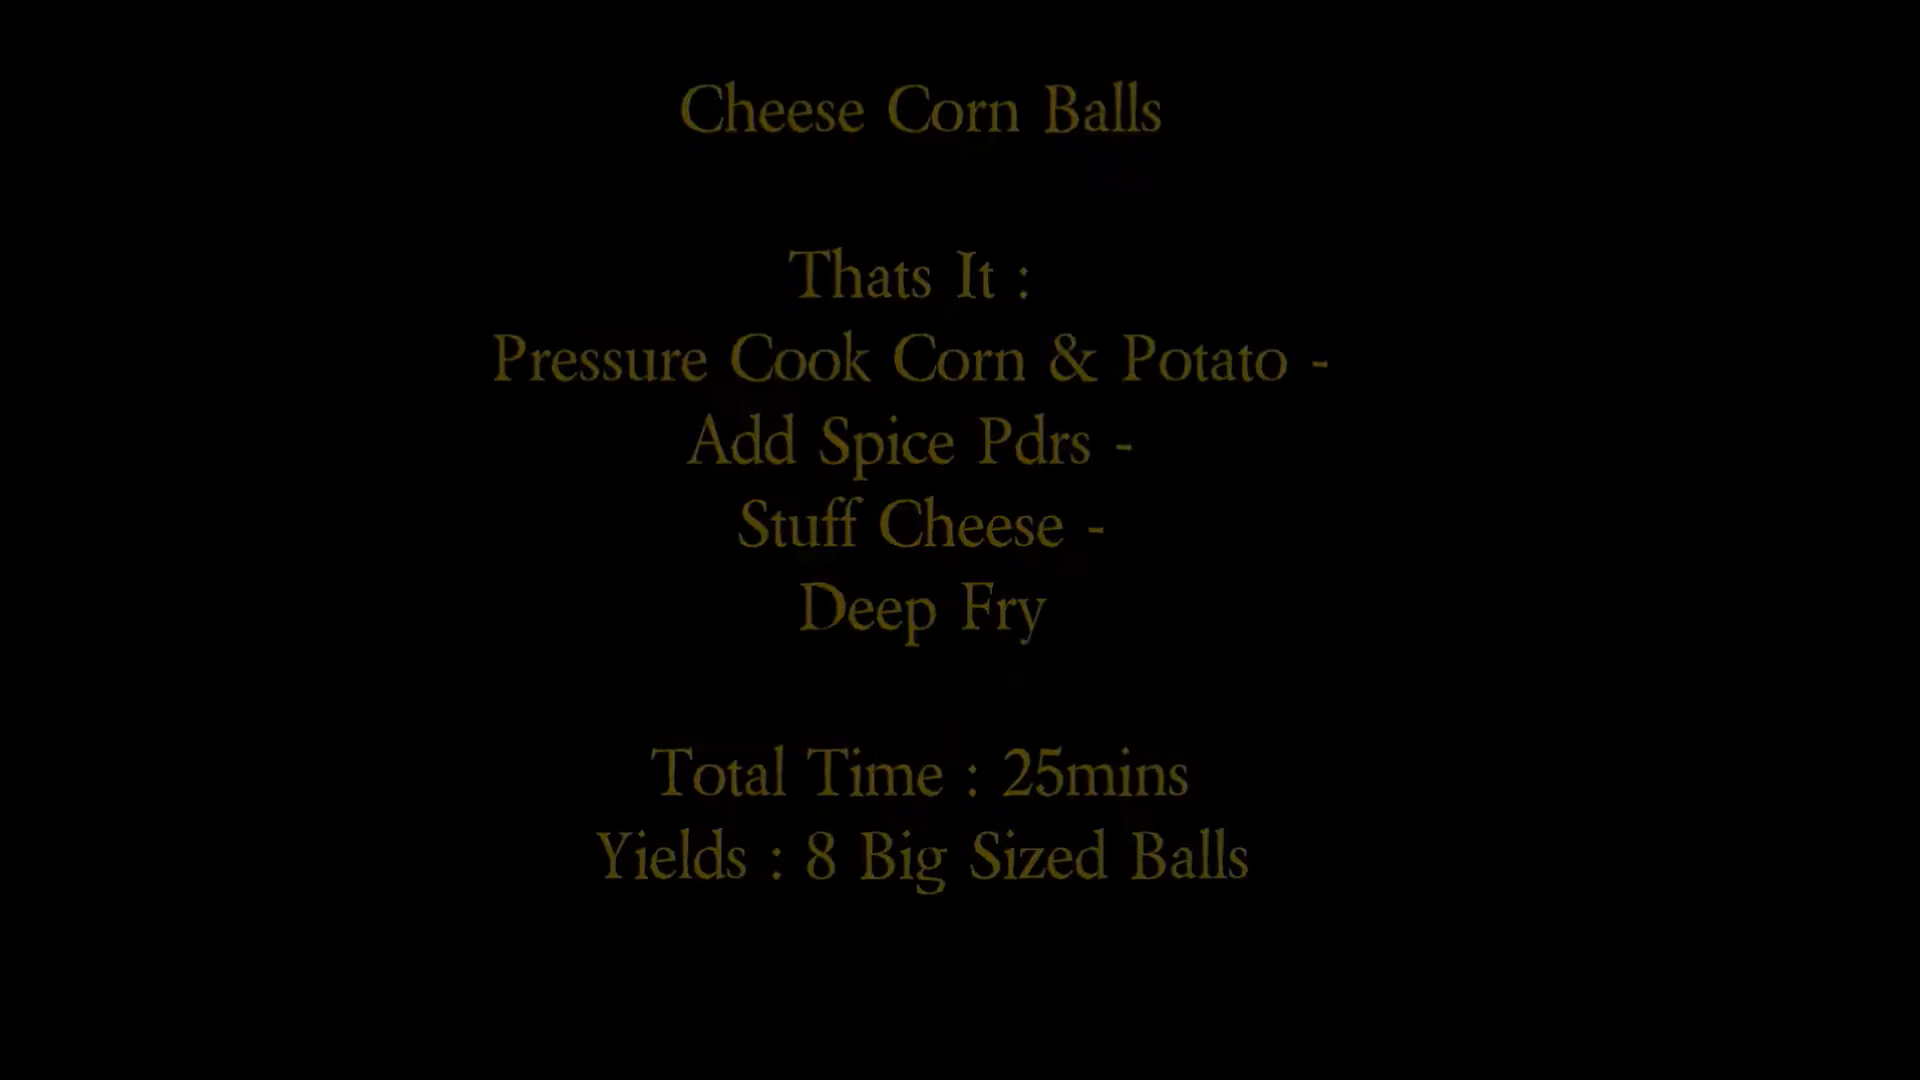 Cheese Corn Balls
Thats It :
Pressure Cook Corn & Potato -
Add Spice Pdrs -
Stuff Cheese -
Deep Fry
Total Time : 25mins
Yields : 8 Big Sized Balls